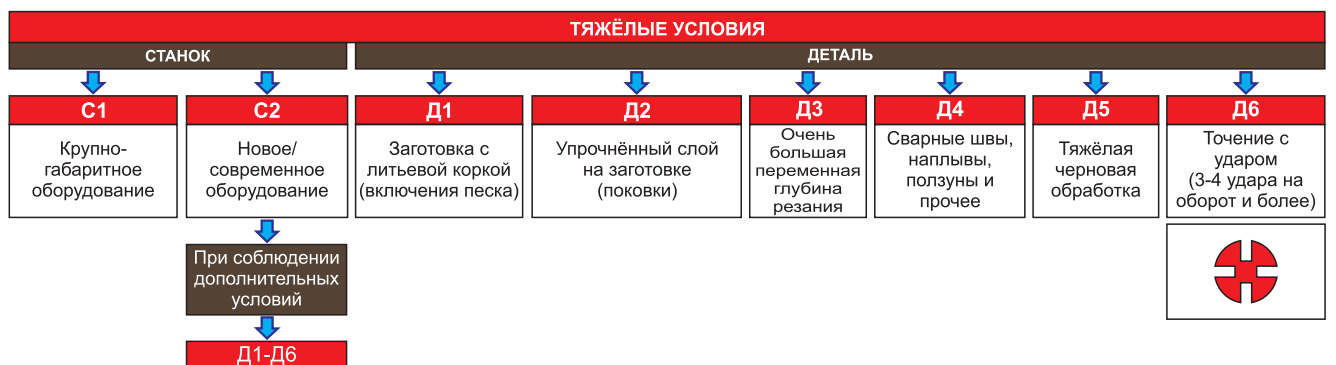 ТЯЖЁЛЫЕ УСЛОВИЯ
СТАНОК
ДЕТАЛЬ
С1
Крупно-
габаритное
оборудование
С2
Новое/
современное
оборудование
При соблюдении
дополнительных
условий
Д1-Д6
Д1
Заготовка с
литьевой коркой
(включения песка)
Д2
Упрочнённый слой
на заготовке
(поковки)
Д3
Очень
большая
переменная
глубина
резания
Д4
Сварные швы,
наплывы,
ползуны и
прочее
Д5
Тяжёлая
черновая
обработка
Д6
Точение с
ударом
(3-4 удара на
оборот и более)